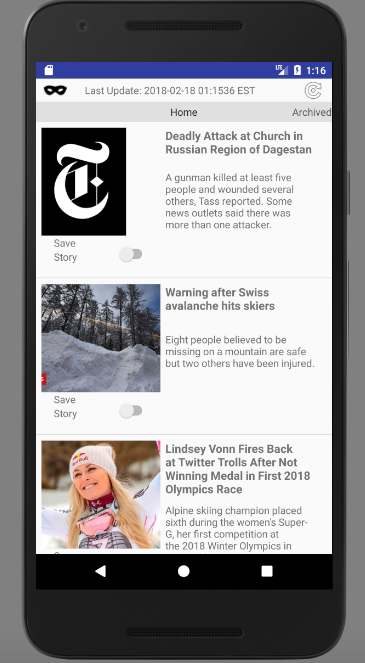 LTE 1:16
Last Update: 2018-02-18 01:1536 EST
Home Archived
Deadly Attack at Church in
Russian Region of Dagestan
A gunman killed at least five
people and wounded several
others, Tass reported. Some
news outlets said there was
more than one attacker.
Save
Story
Warning after Swiss
avalanche hits skiers
Eight people believed to be
missing on a mountain are safe
but two others have been injured.
Save
Story
Lindsey Vonn Fires Back
at Twitter Trolls After Not
Winning Medal in First 2018
Olympics Race
Alpine skiing champion placed
sixth during the women's Super-
G, her first competition at
the 2018 Winter Olympics in